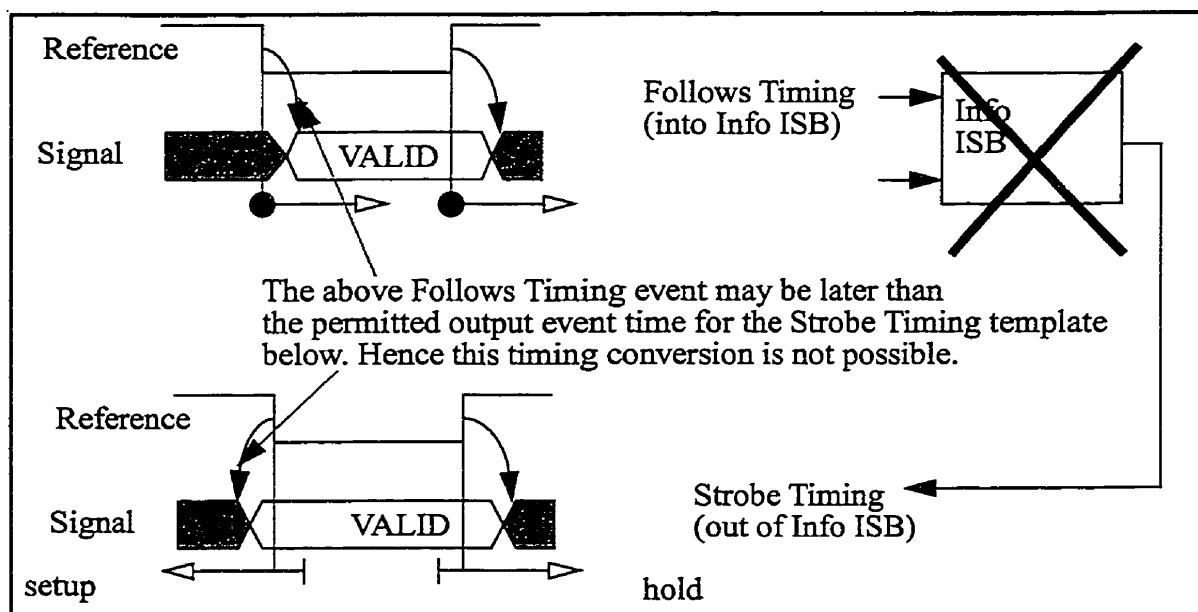 Reference
Signal
VALID
Follows Timing
(into Info ISB)
Info
ISB
The above Follows Timing event may be later than
the permitted output event time for the Strobe Timing template
below. Hence this timing conversion is not possible.
Reference
Signal
VALID
Strobe Timing
(out of Info ISB)
setup
hold